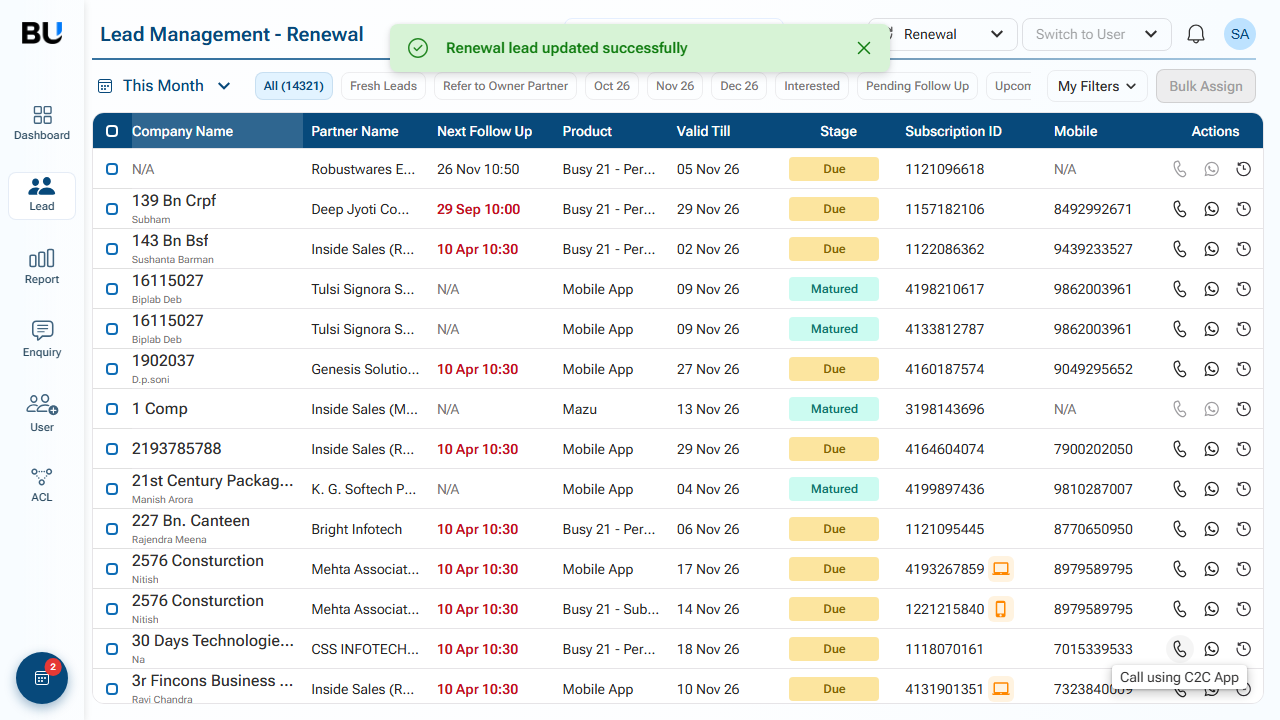 BU
Lead Management - Renewal
Renewal lead updated successfully
Renewal
Switch to User
SA
This Month
All (14321)
Fresh Leads
Refer to Owner Partner
Oct 26
Nov 26
Dec 26
Interested
Pending Follow Up
Upcom
My Filters
Bulk Assign
Dashboard
Lead
Report
Enquiry
User
ACL
2
Company Name Partner Name Next Follow Up Product Valid Till Stage Subscription ID Mobile Actions
N/A Robustwares E... 26 Nov 10:50 Busy 21 - Per... 05 Nov 26 Due 1121096618 N/A
139 Bn Crpf Deep Jyoti Co... 29 Sep 10:00 Busy 21 - Per... 29 Nov 26 Due 1157182106 8492992671
Subham
143 Bn Bsf Inside Sales (R... 10 Apr 10:30 Busy 21 - Per... 02 Nov 26 Due 1122086362 9439233527
Sushanta Barman
16115027 Tulsi Signora S... N/A Mobile App 09 Nov 26 Matured 4198210617 9862003961
Biplab Deb
16115027 Tulsi Signora S... N/A Mobile App 09 Nov 26 Matured 4133812787 9862003961
Biplab Deb
1902037 Genesis Solutio... 10 Apr 10:30 Mobile App 27 Nov 26 Due 4160187574 9049295652
D.p.soni
1 Comp Inside Sales (M... N/A Mazu 13 Nov 26 Matured 3198143696 N/A
2193785788 Inside Sales (R... 10 Apr 10:30 Mobile App 29 Nov 26 Due 4164604074 7900202050
21st Century Packag... K. G. Softech P... N/A Mobile App 04 Nov 26 Matured 4199897436 9810287007
Manish Arora
227 Bn. Canteen Bright Infotech 10 Apr 10:30 Busy 21 - Per... 06 Nov 26 Due 1121095445 8770650950
Rajendra Meena
2576 Consturction Mehta Associat... 10 Apr 10:30 Mobile App 17 Nov 26 Due 4193267859 8979589795
Nitish
2576 Consturction Mehta Associat... 10 Apr 10:30 Busy 21 - Sub... 14 Nov 26 Due 1221215840 8979589795
Nitish
30 Days Technologie... CSS INFOTECH... 10 Apr 10:30 Busy 21 - Per... 18 Nov 26 Due 1118070161 7015339533
Na
Call using C2C App
3r Fincons Business ... Inside Sales (R... 10 Apr 10:30 Mobile App 10 Nov 26 Due 4131901351 7323840009
Ravi Chandra